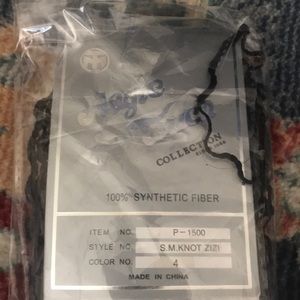 COLLECTION
100% SYNTHETIC FIBER
ITEM NO. P-1500
STYLE NO. S.M.KNOT ZIZI
COLOR NO. 4
MADE IN CHINA